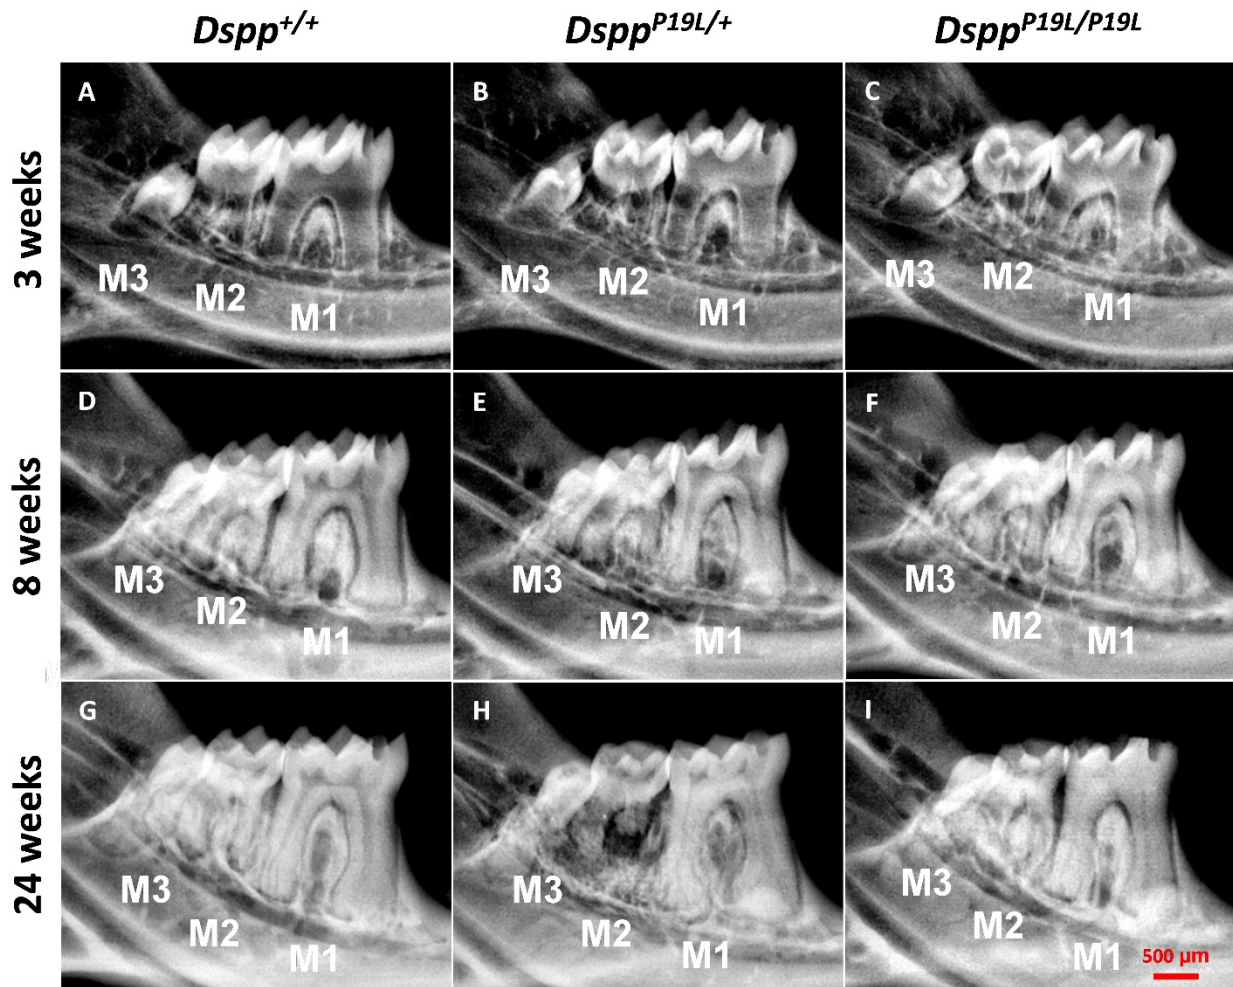 Dspp+/+ DsppP19L/+ DsppP19L/P19L
3 weeks
A B C
M3 M2 M1 M3 M2 M1 M3 M2 M1
8 weeks
D E F
M3 M2 M1 M3 M2 M1 M3 M2 M1
24 weeks
G H I
M3 M2 M1 M3 M2 M1 M3 M2 M1
500 µm